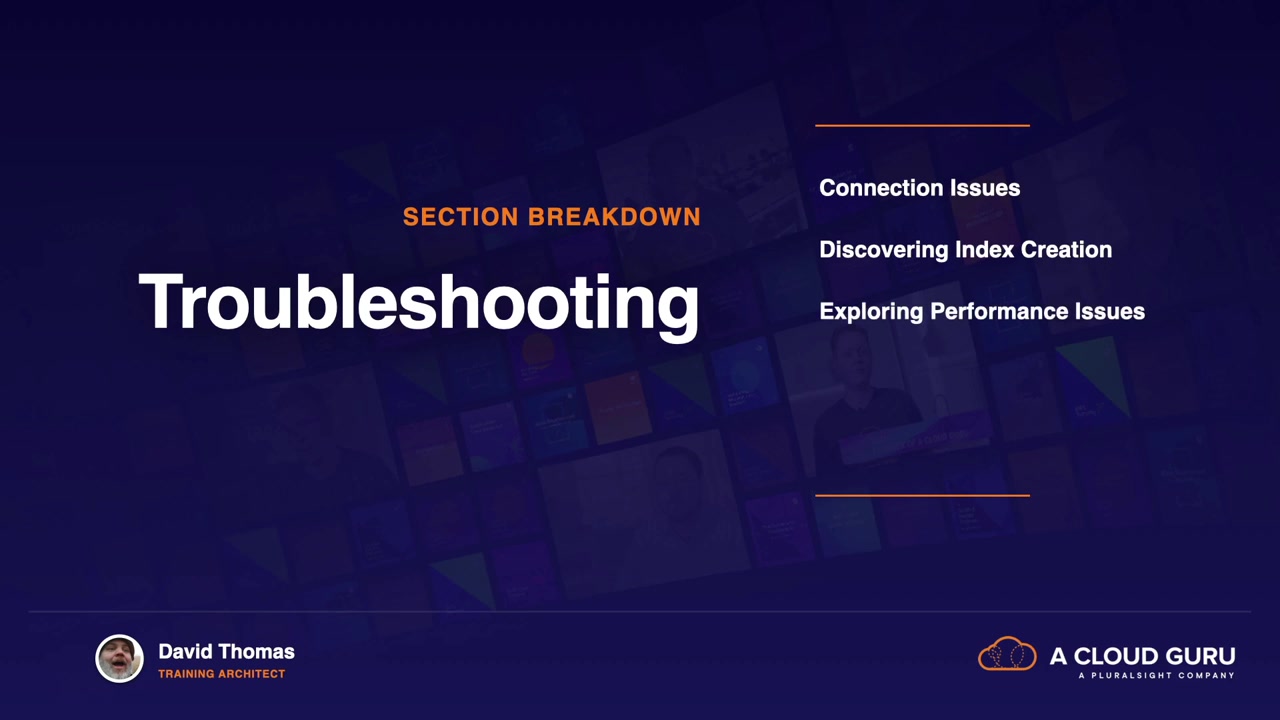 SECTION BREAKDOWN
Troubleshooting
Connection Issues
Discovering Index Creation
Exploring Performance Issues
David Thomas
TRAINING ARCHITECT
A CLOUD GURU
A PLURALSIGHT COMPANY